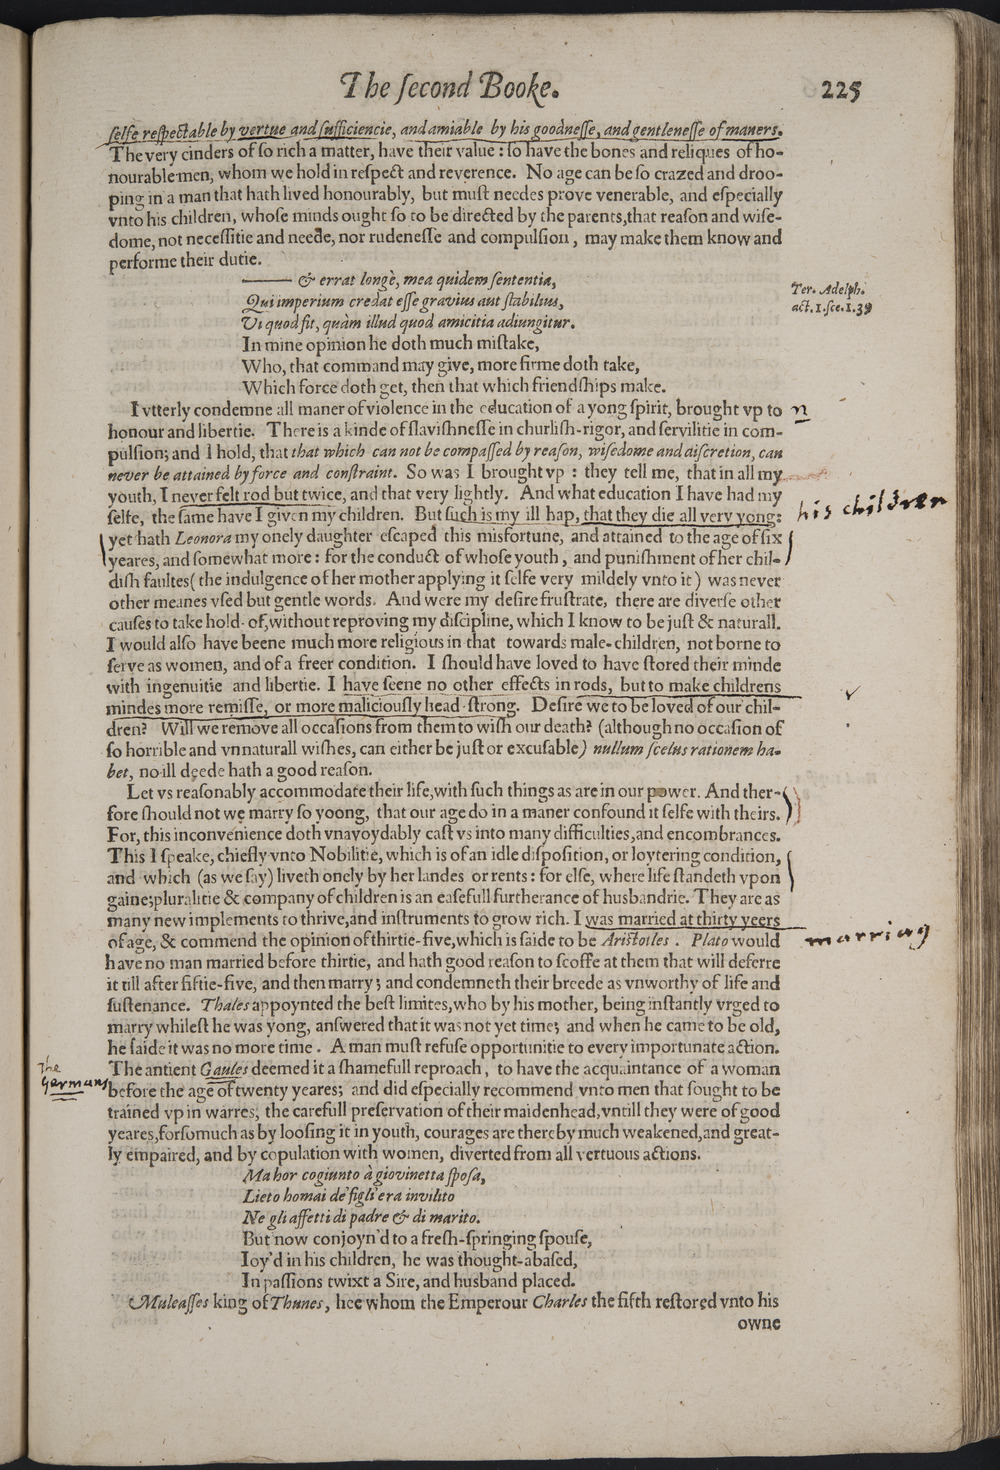 The ſecond Booke. 225
ſelfe reſpectable by vertue and ſufficiencie, and amiable by his goodneſſe, and gentleneſſe of maners.
The very cinders of ſo rich a matter, have their value : ſo have the bones and reliques of ho-
nourable men, whom we hold in reſpect and reverence. No age can be ſo crazed and droo-
ping in a man that hath lived honourably, but muſt needes prove venerable, and eſpecially
vnto his children, whoſe minds ought ſo to be directed by the parents, that reaſon and wiſe-
dome, not neceſſitie and neede, nor rudeneſſe and compulſion, may make them know and
performe their dutie.
—— & errat longè, mea quidem ſententia,
Qui imperium credat eſſe gravius aut ſtabilius,
Vi quod fit, quàm illud quod amicitia adiungitur.
Ter. Adelph.
act. 1. ſce. 1. 39
In mine opinion he doth much miſtake,
Who, that command may give, more firme doth take,
Which force doth get, then that which friendſhips make.
I vtterly condemne all maner of violence in the education of a yong ſpirit, brought vp to
honour and libertie. There is a kinde of ſlaviſhneſſe in churliſh-rigor, and ſervilitie in com-
pulſion; and I hold, that that which can not be compaſſed by reaſon, wiſedome and diſcretion, can
never be attained by force and conſtraint. So was I brought vp : they tell me, that in all my
youth, I never felt rod but twice, and that very lightly. And what education I have had my
ſelfe, the ſame have I given my children. But ſuch is my ill hap, that they die all very yong:
his children
yet hath Leonora my onely daughter eſcaped this misfortune, and attained to the age of ſix
yeares, and ſomewhat more : for the conduct of whoſe youth, and puniſhment of her chil-
diſh faultes (the indulgence of her mother applying it ſelfe very mildely vnto it) was never
other meanes vſed but gentle words. And were my deſire fruſtrate, there are diverſe other
cauſes to take hold-of, without reproving my diſcipline, which I know to be juſt & naturall.
I would alſo have beene much more religious in that towards male-children, not borne to
ſerve as women, and of a freer condition. I ſhould have loved to have ſtored their minde
with ingenuitie and libertie. I have ſeene no other effects in rods, but to make childrens
mindes more remiſſe, or more maliciouſly head-ſtrong. Deſire we to be loved of our chil-
dren? Will we remove all occaſions from them to wiſh our death? (although no occaſion of
ſo horrible and vnnaturall wiſhes, can either be juſt or excuſable) nullum ſcelus rationem ha-
bet, no ill deede hath a good reaſon.
Let vs reaſonably accommodate their life, with ſuch things as are in our power. And ther-
fore ſhould not we marry ſo yoong, that our age do in a maner confound it ſelfe with theirs.
For, this inconvenience doth vnavoydably caſt vs into many difficulties, and encombrances.
This I ſpeake, chiefly vnto Nobilitie, which is of an idle diſpoſition, or loytering condition,
and which (as we ſay) liveth onely by her landes or rents : for elſe, where life ſtandeth vpon
gaine; pluralitie & company of children is an eaſefull furtherance of husbandrie. They are as
many new implements to thrive, and inſtruments to grow rich. I was married at thirty yeers
of age, & commend the opinion of thirtie-five, which is ſaide to be Ariſtotles. Plato would
marriag
have no man married before thirtie, and hath good reaſon to ſcoffe at them that will deferre
it till after fiftie-five, and then marry; and condemneth their breede as vnworthy of life and
ſuſtenance. Thales appoynted the beſt limites, who by his mother, being inſtantly vrged to
marry whileſt he was yong, anſwered that it was not yet time; and when he came to be old,
he ſaide it was no more time. A man muſt refuſe opportunitie to every importunate action.
The antient Gaules deemed it a ſhamefull reproach, to have the acquaintance of a woman
the
Germans
before the age of twenty yeares; and did eſpecially recommend vnto men that ſought to be
trained vp in warres, the carefull preſervation of their maidenhead, vntill they were of good
yeares, forſomuch as by looſing it in youth, courages are thereby much weakened, and great-
ly empaired, and by copulation with women, diverted from all vertuous actions.
Ma hor cogiunto à giovinetta ſpoſa,
Lieto homai de' figli' era invilito
Ne gli affetti di padre & di marito.
But now conjoyn'd to a freſh-ſpringing ſpouſe,
Ioy'd in his children, he was thought-abaſed,
In paſſions twixt a Sire, and husband placed.
Muleaſſes king of Thunes, hee whom the Emperour Charles the fifth reſtored vnto his
owne